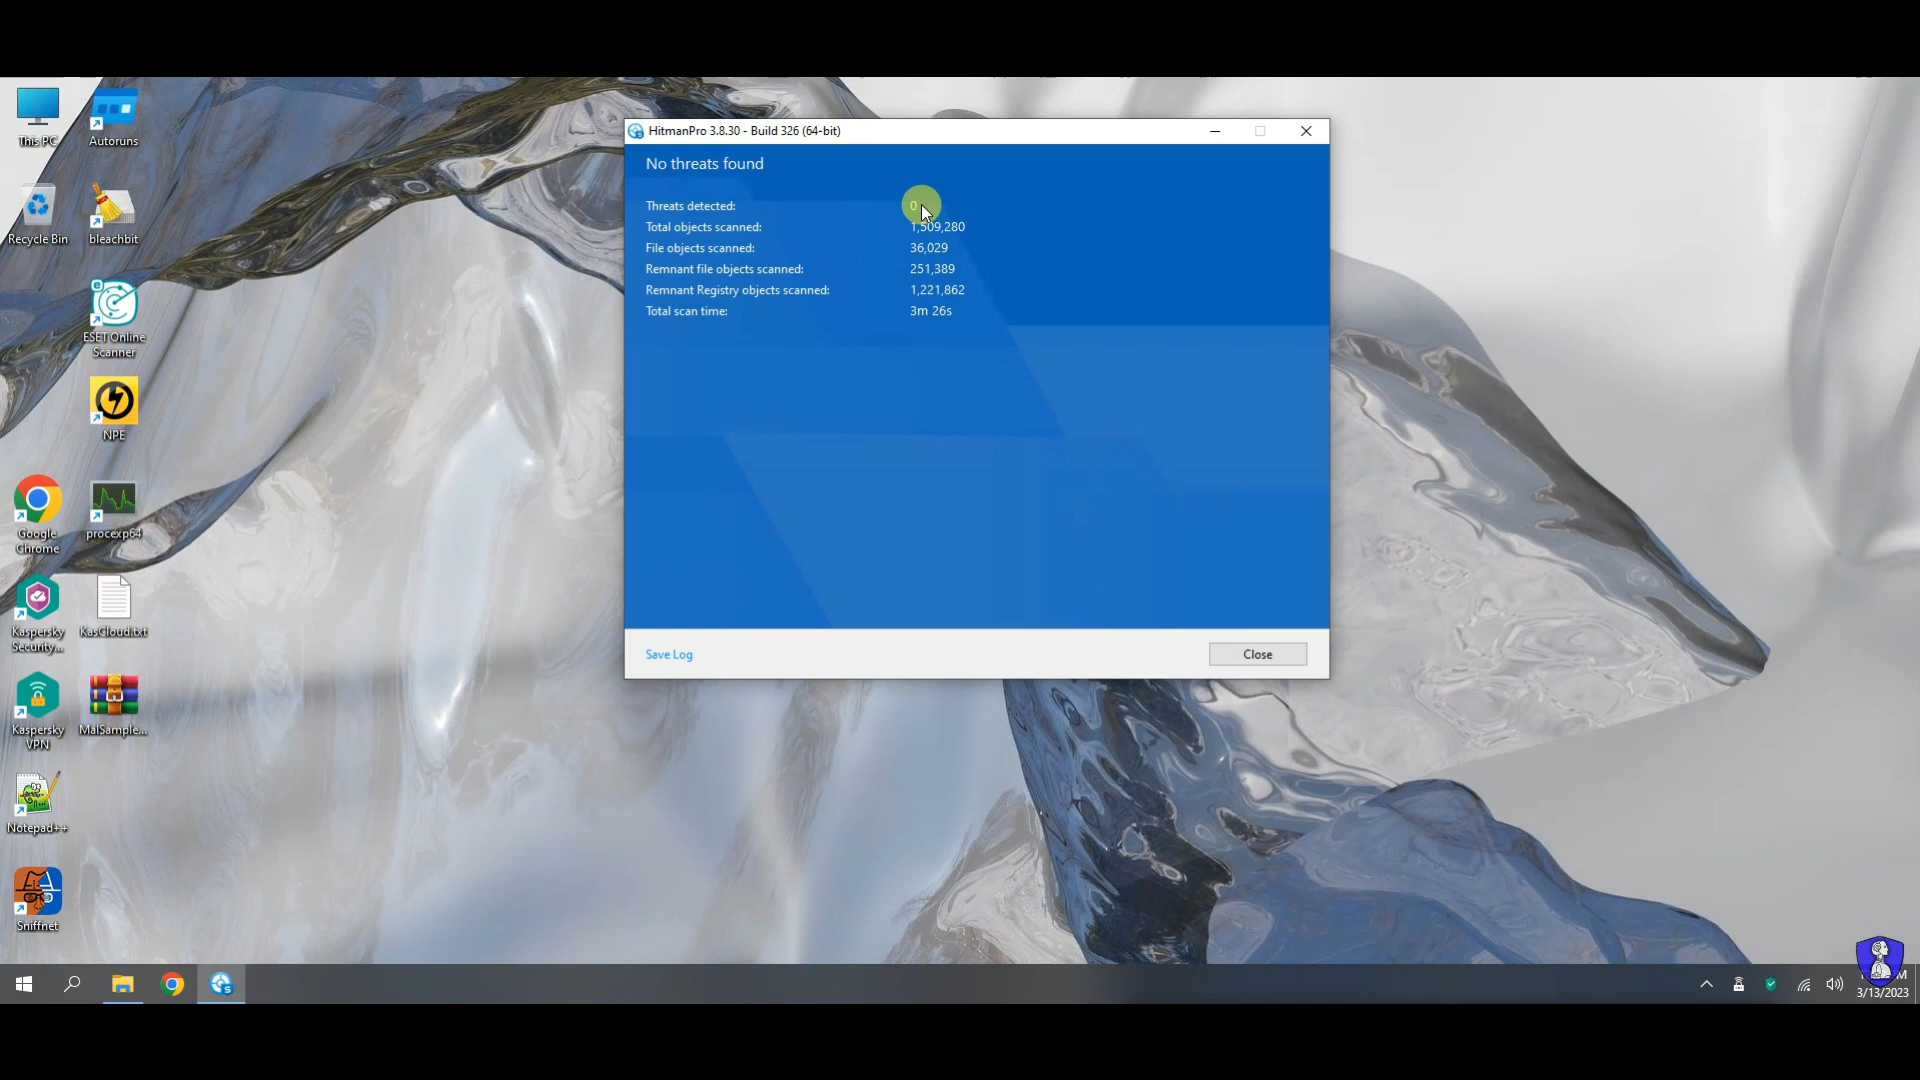 This PC
Autoruns
Recycle Bin
bleachbit
ESET Online
Scanner
NPE
Google
Chrome
procexp64
Kaspersky
Security...
KasCloud.txt
Kaspersky
VPN
MalSample...
Notepad++
Sniffnet
HitmanPro 3.8.30 - Build 326 (64-bit)
No threats found
Threats detected: 0
Total objects scanned: 1,509,280
File objects scanned: 36,029
Remnant file objects scanned: 251,389
Remnant Registry objects scanned: 1,221,862
Total scan time: 3m 26s
Save Log
Close
3/13/2023